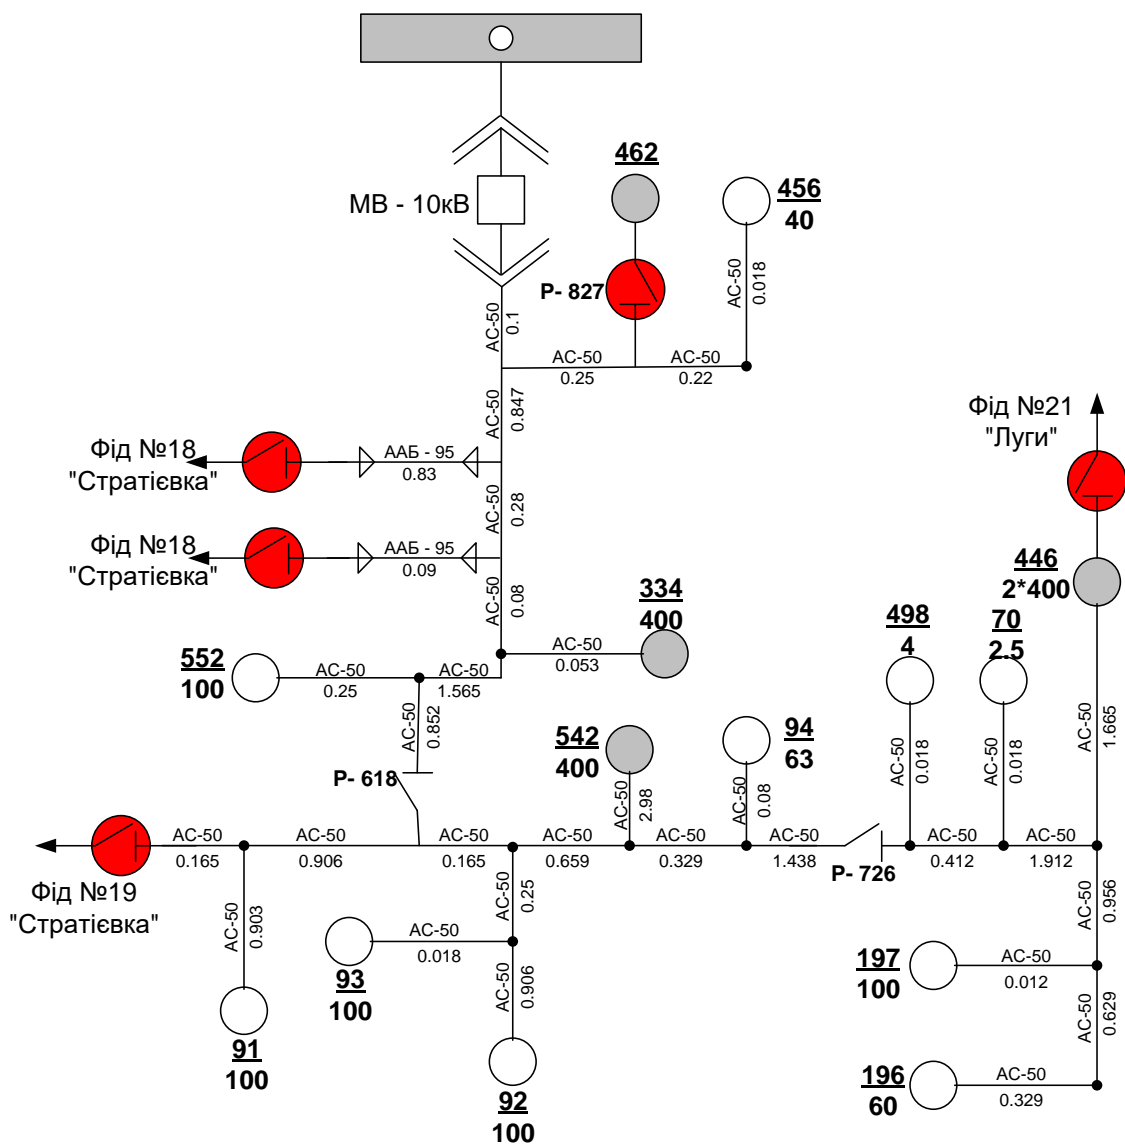 МВ - 10кВ
462
456
40
Р- 827
АС-50
0.1
АС-50
0.018
АС-50
0.25
АС-50
0.22
АС-50
0.847
Фід №18
"Стратієвка"
ААБ - 95
0.83
АС-50
0.28
Фід №18
"Стратієвка"
ААБ - 95
0.09
АС-50
0.08
Фід №21
"Луги"
446
2*400
334
400
АС-50
0.053
552
100
АС-50
0.25
АС-50
1.565
АС-50
0.852
Р- 618
498
4
70
2.5
АС-50
0.018
АС-50
0.018
АС-50
1.665
542
400
АС-50
2.98
94
63
АС-50
0.08
Фід №19
"Стратієвка"
АС-50
0.165
АС-50
0.906
АС-50
0.165
АС-50
0.659
АС-50
0.329
АС-50
1.438
Р- 726
АС-50
0.412
АС-50
1.912
АС-50
0.903
91
100
АС-50
0.25
93
100
АС-50
0.018
АС-50
0.906
92
100
АС-50
0.956
197
100
АС-50
0.012
АС-50
0.629
196
60
АС-50
0.329